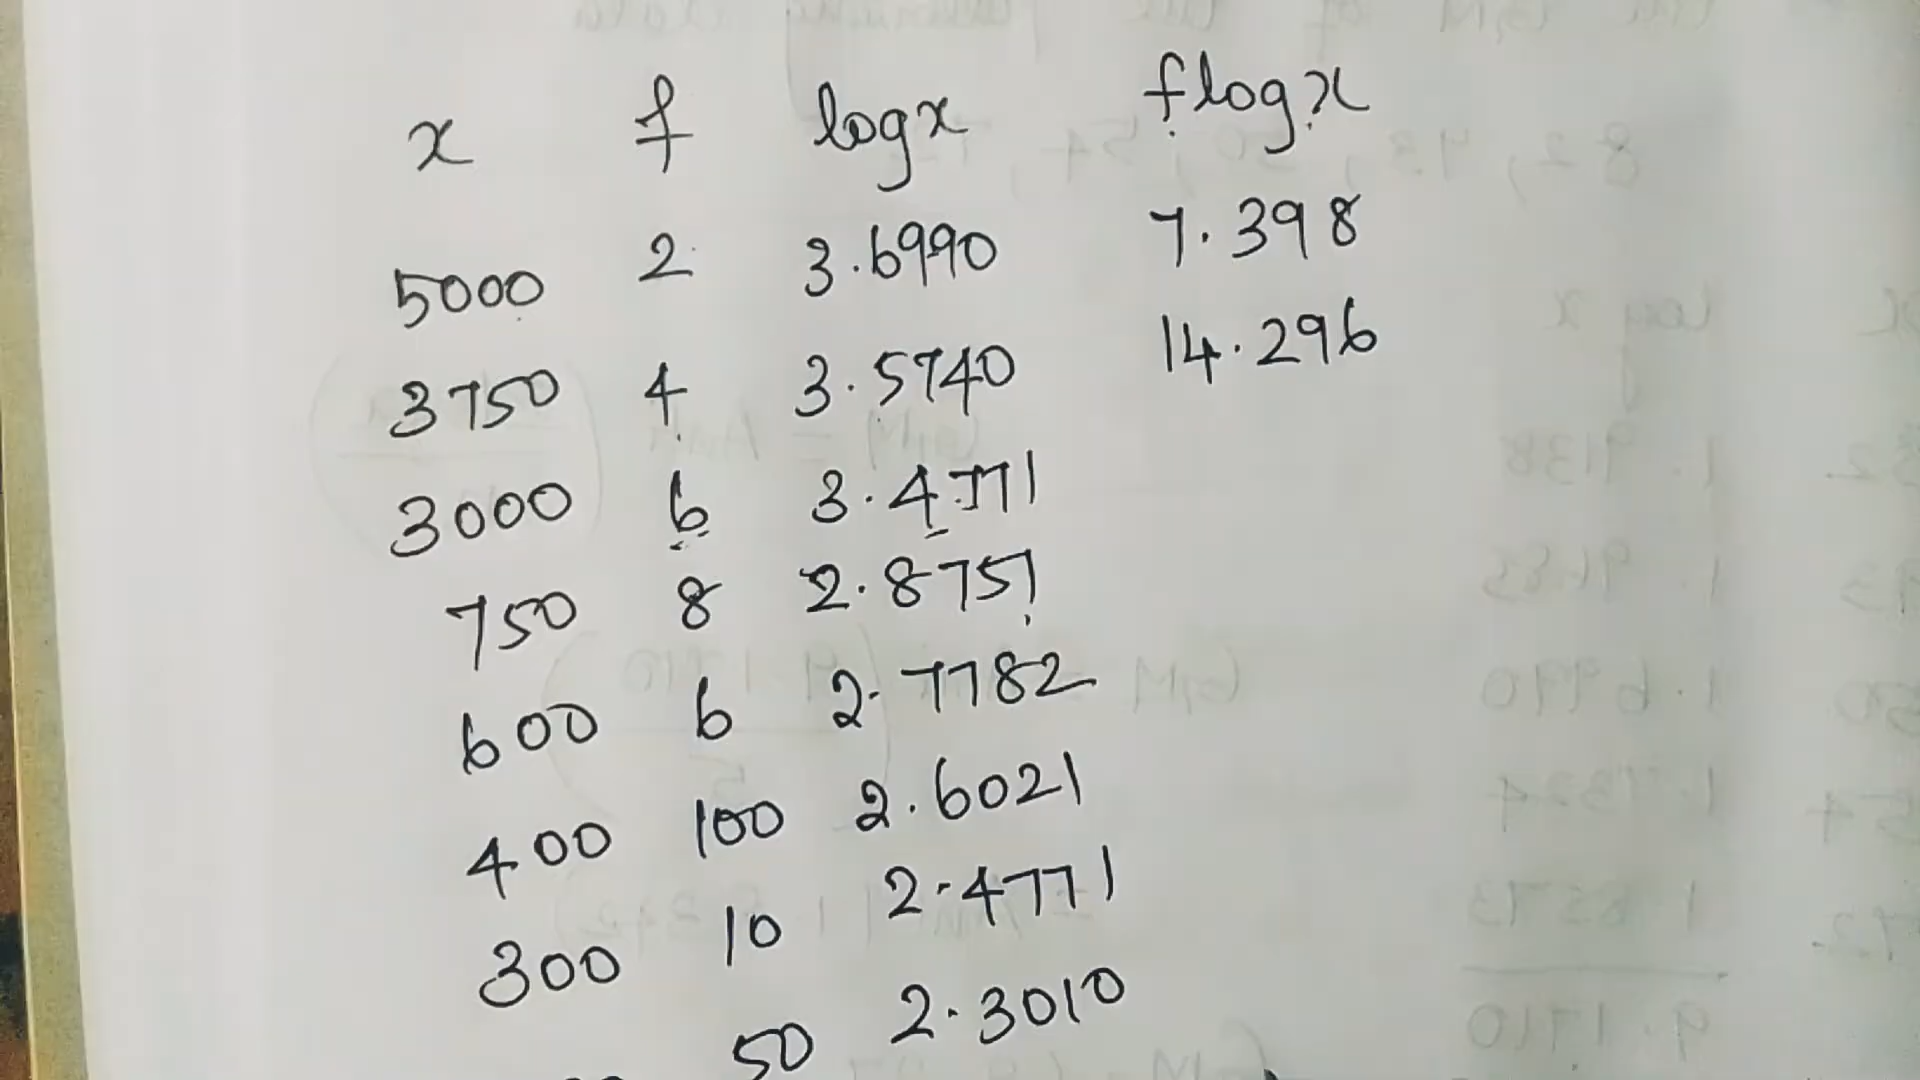 x f log x f log x
5000 2 3.6990 7.398
3750 4 3.5740 14.296
3000 6 3.4771
750 8 2.8751
600 6 2.7782
400 100 2.6021
300 10 2.4771
50 2.3010